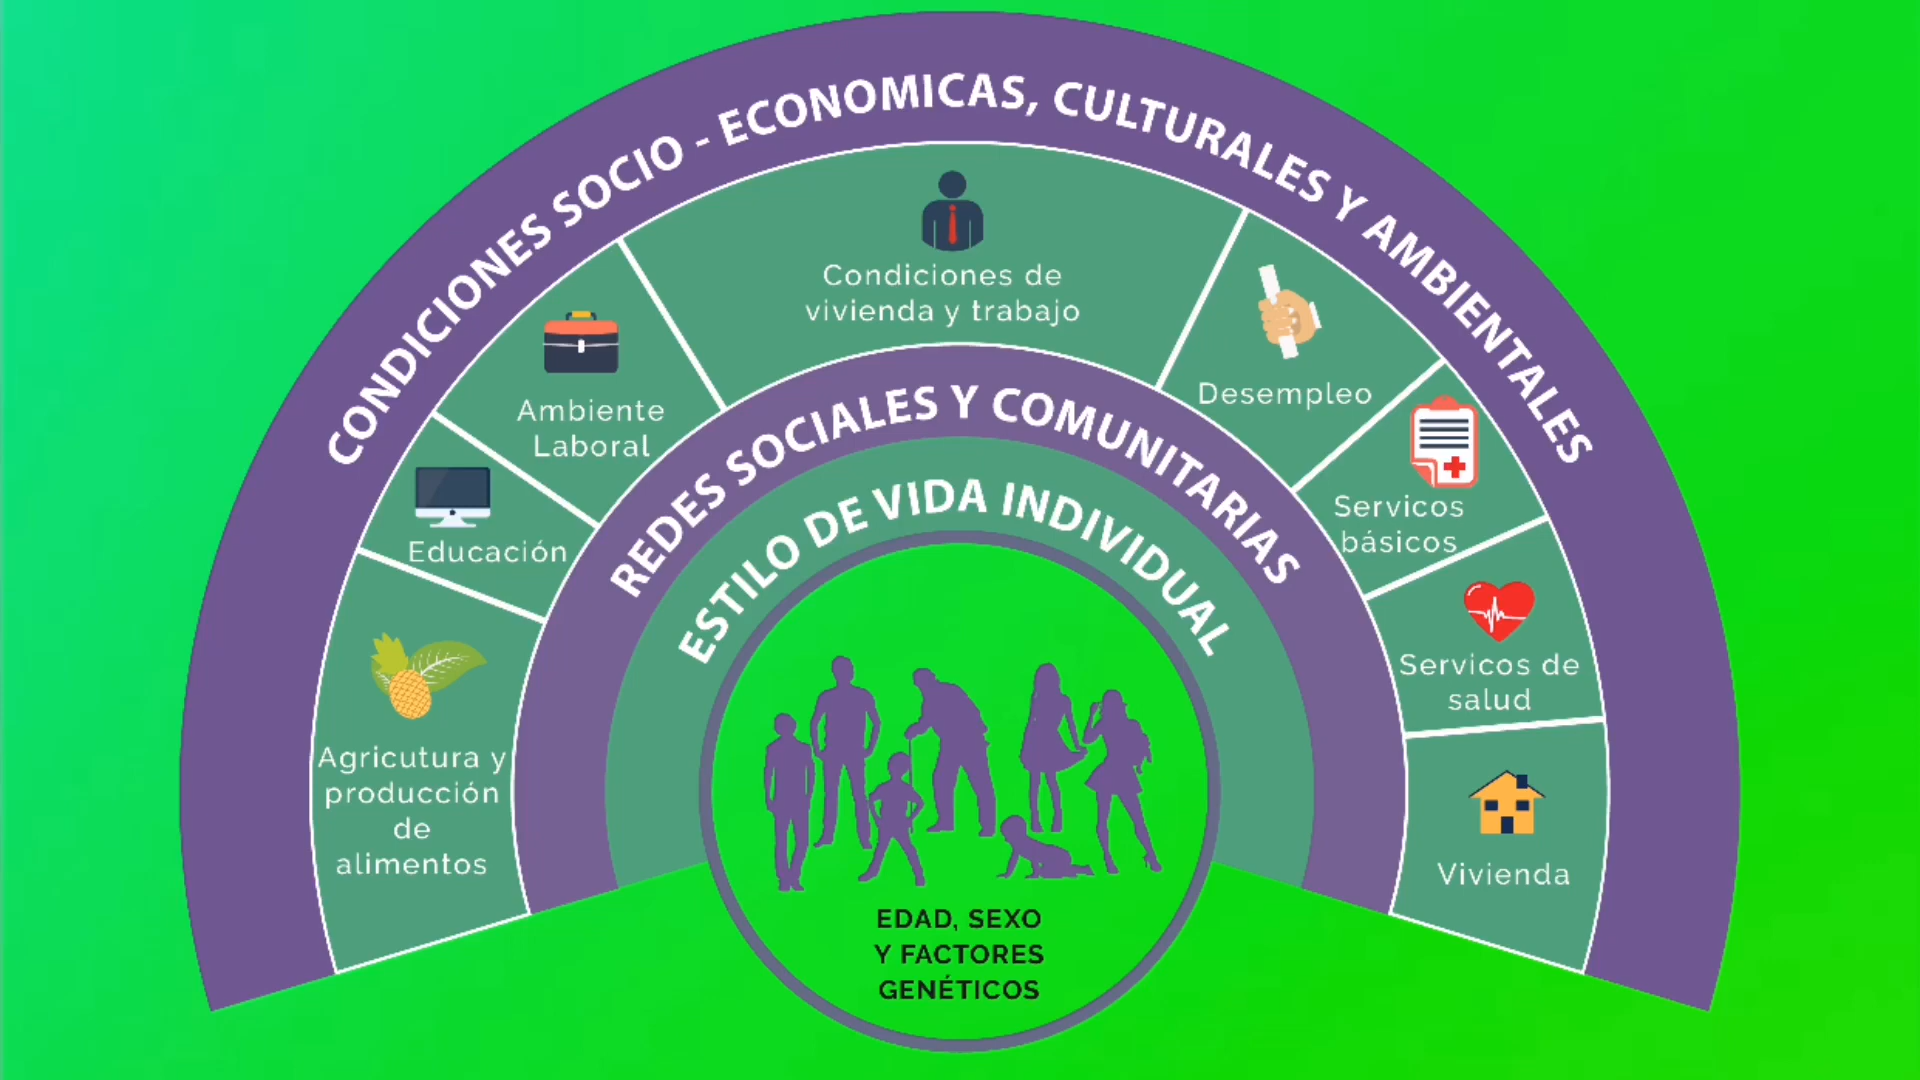 CONDICIONES SOCIO - ECONOMICAS, CULTURALES Y AMBIENTALES
Condiciones de
vivienda y trabajo
Ambiente
Laboral
Desempleo
Educación
Servicos
básicos
Agricutura y
producción
de
alimentos
Servicos de
salud
Vivienda
REDES SOCIALES Y COMUNITARIAS
ESTILO DE VIDA INDIVIDUAL
EDAD, SEXO
Y FACTORES
GENÉTICOS